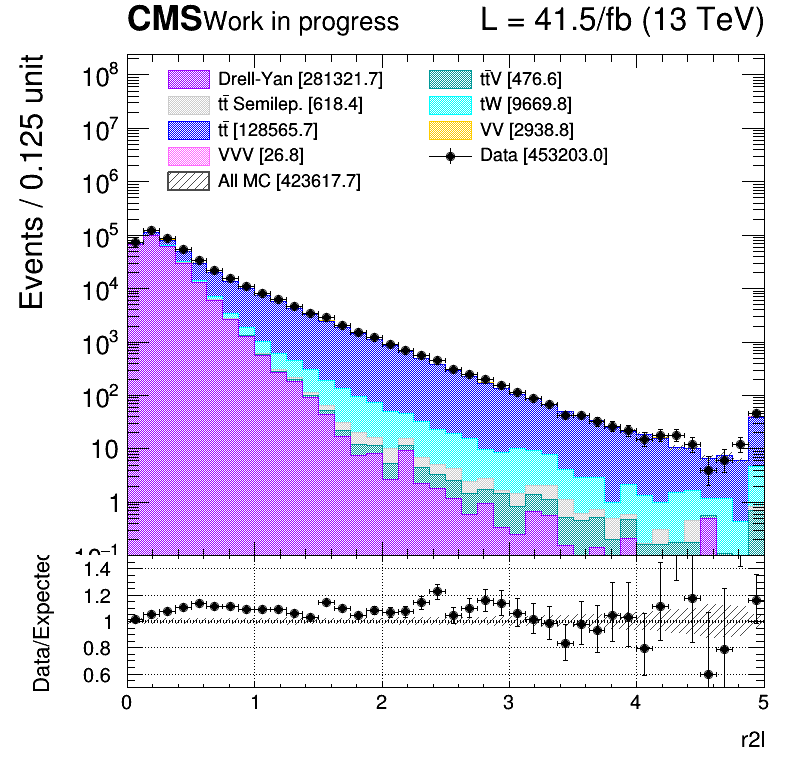 CMS Work in progress L = 41.5/fb (13 TeV)
Drell-Yan [281321.7]
tt̄ Semilep. [618.4]
tt̄ [128565.7]
VVV [26.8]
All MC [423617.7]
tt̄V [476.6]
tW [9669.8]
VV [2938.8]
Data [453203.0]
Events / 0.125 unit
10⁸
10⁷
10⁶
10⁵
10⁴
10³
10²
10
1
10⁻¹
Data/Expected
1.4
1.2
1
0.8
0.6
0 1 2 3 4 5
r2l